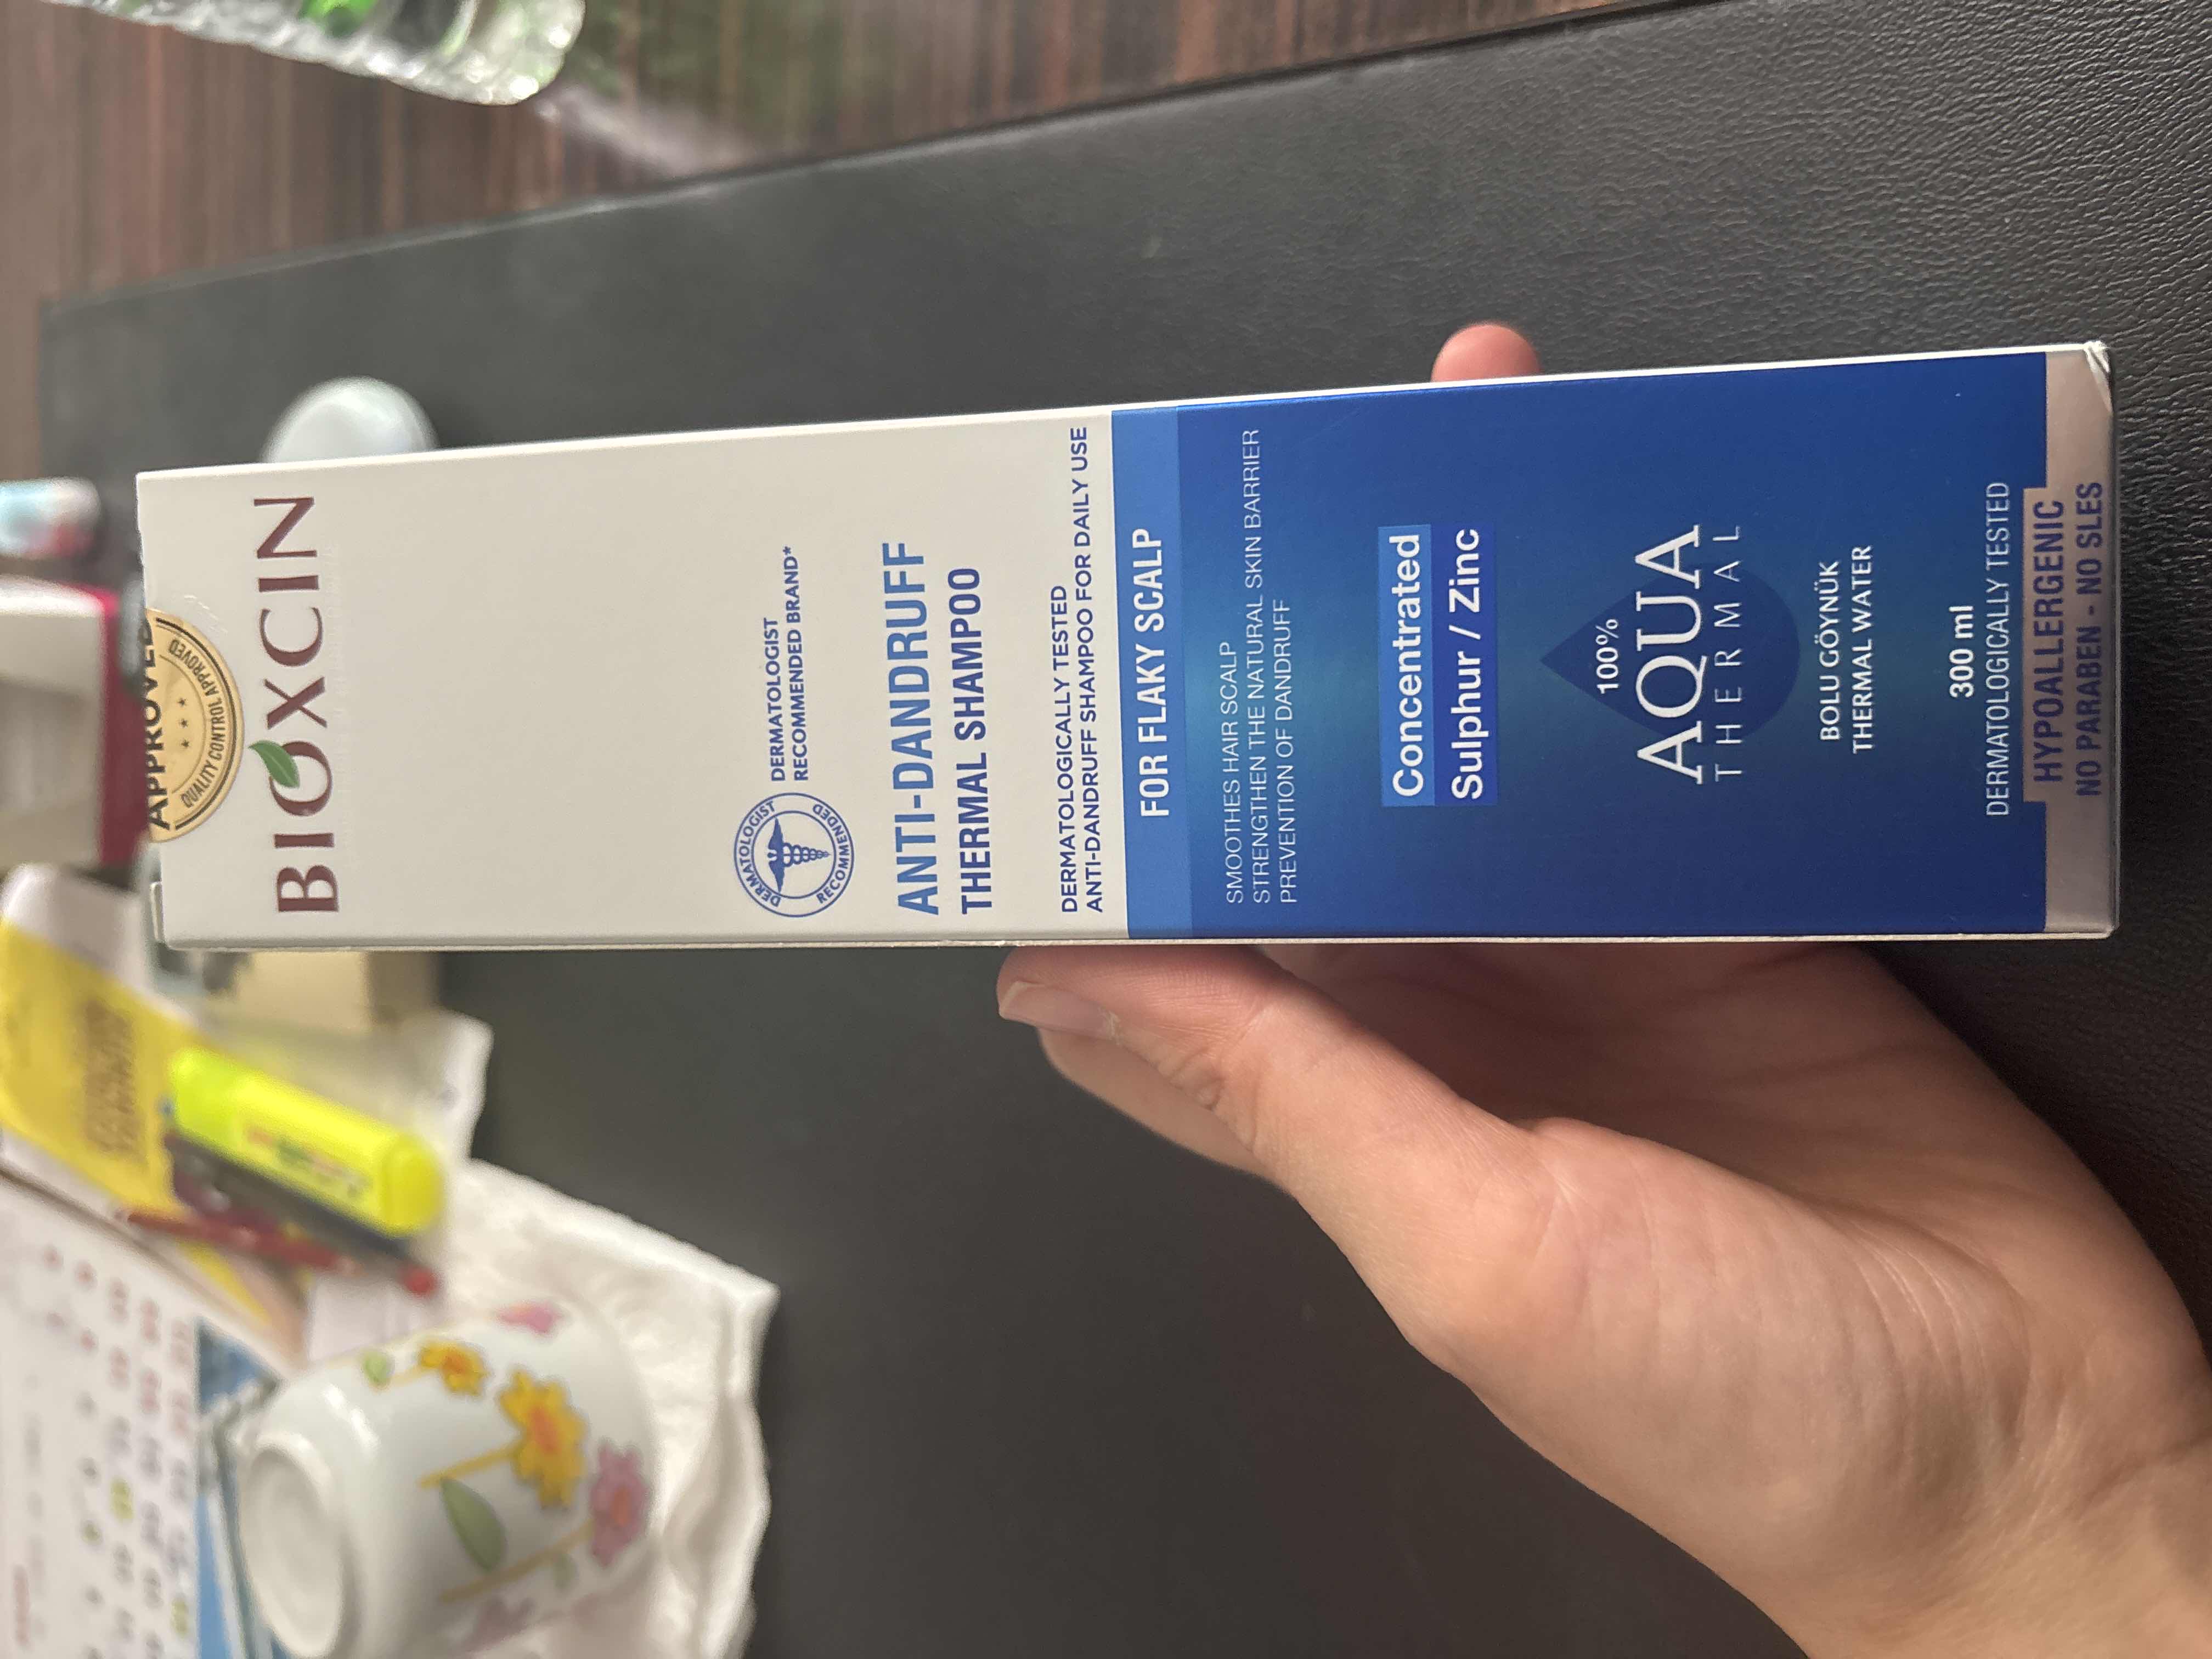 APPROVED
APPROVED
QUALITY CONTROL APPROVED
BIOXCIN
DERMATOLOGIST
RECOMMENDED
DERMATOLOGIST
RECOMMENDED BRAND*
ANTI-DANDRUFF
THERMAL SHAMPOO
DERMATOLOGICALLY TESTED
ANTI-DANDRUFF SHAMPOO FOR DAILY USE
FOR FLAKY SCALP
SMOOTHES HAIR SCALP
STRENGTHEN THE NATURAL SKIN BARRIER
PREVENTION OF DANDRUFF
Concentrated
Sulphur / Zinc
100%
AQUA
THERMAL
BOLU GÖYNÜK
THERMAL WATER
300 ml
DERMATOLOGICALLY TESTED
HYPOALLERGENIC
NO PARABEN - NO SLES